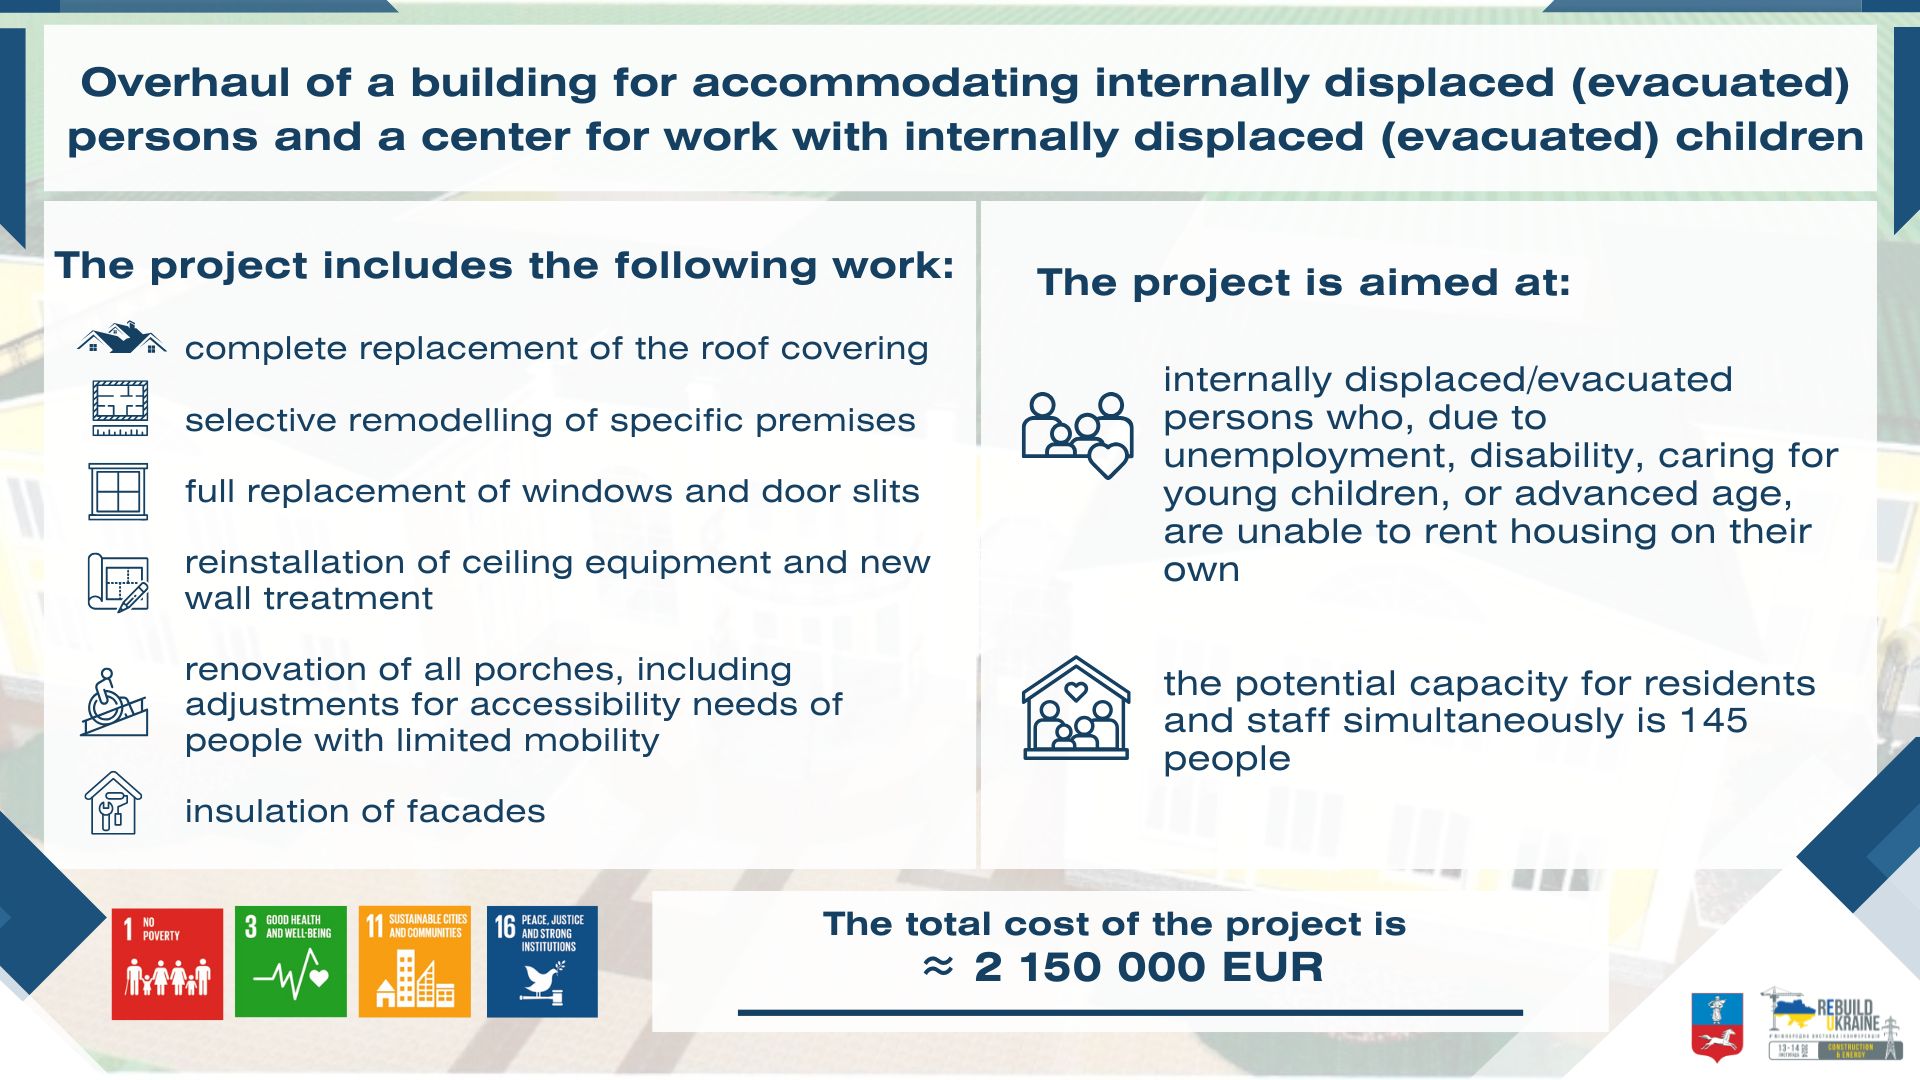 Overhaul of a building for accommodating internally displaced (evacuated)
persons and a center for work with internally displaced (evacuated) children
The project includes the following work:
complete replacement of the roof covering
selective remodelling of specific premises
full replacement of windows and door slits
reinstallation of ceiling equipment and new
wall treatment
renovation of all porches, including
adjustments for accessibility needs of
people with limited mobility
insulation of facades
The project is aimed at:
internally displaced/evacuated
persons who, due to
unemployment, disability, caring for
young children, or advanced age,
are unable to rent housing on their
own
the potential capacity for residents
and staff simultaneously is 145
people
1 NO
POVERTY
3 GOOD HEALTH
AND WELL-BEING
11 SUSTAINABLE CITIES
AND COMMUNITIES
16 PEACE, JUSTICE
AND STRONG
INSTITUTIONS
The total cost of the project is
≈ 2 150 000 EUR
REBUILD
UKRAINE
13-14
CONSTRUCTION
& ENERGY